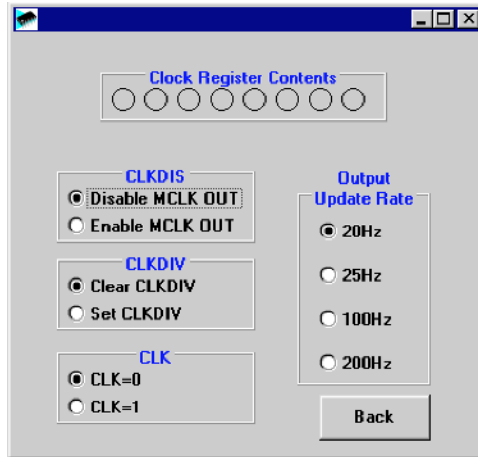 Clock Register Contents
CLKDIS
Disable MCLK OUT
Enable MCLK OUT
CLKDIV
Clear CLKDIV
Set CLKDIV
CLK
CLK=0
CLK=1
Output
Update Rate
20Hz
25Hz
100Hz
200Hz
Back